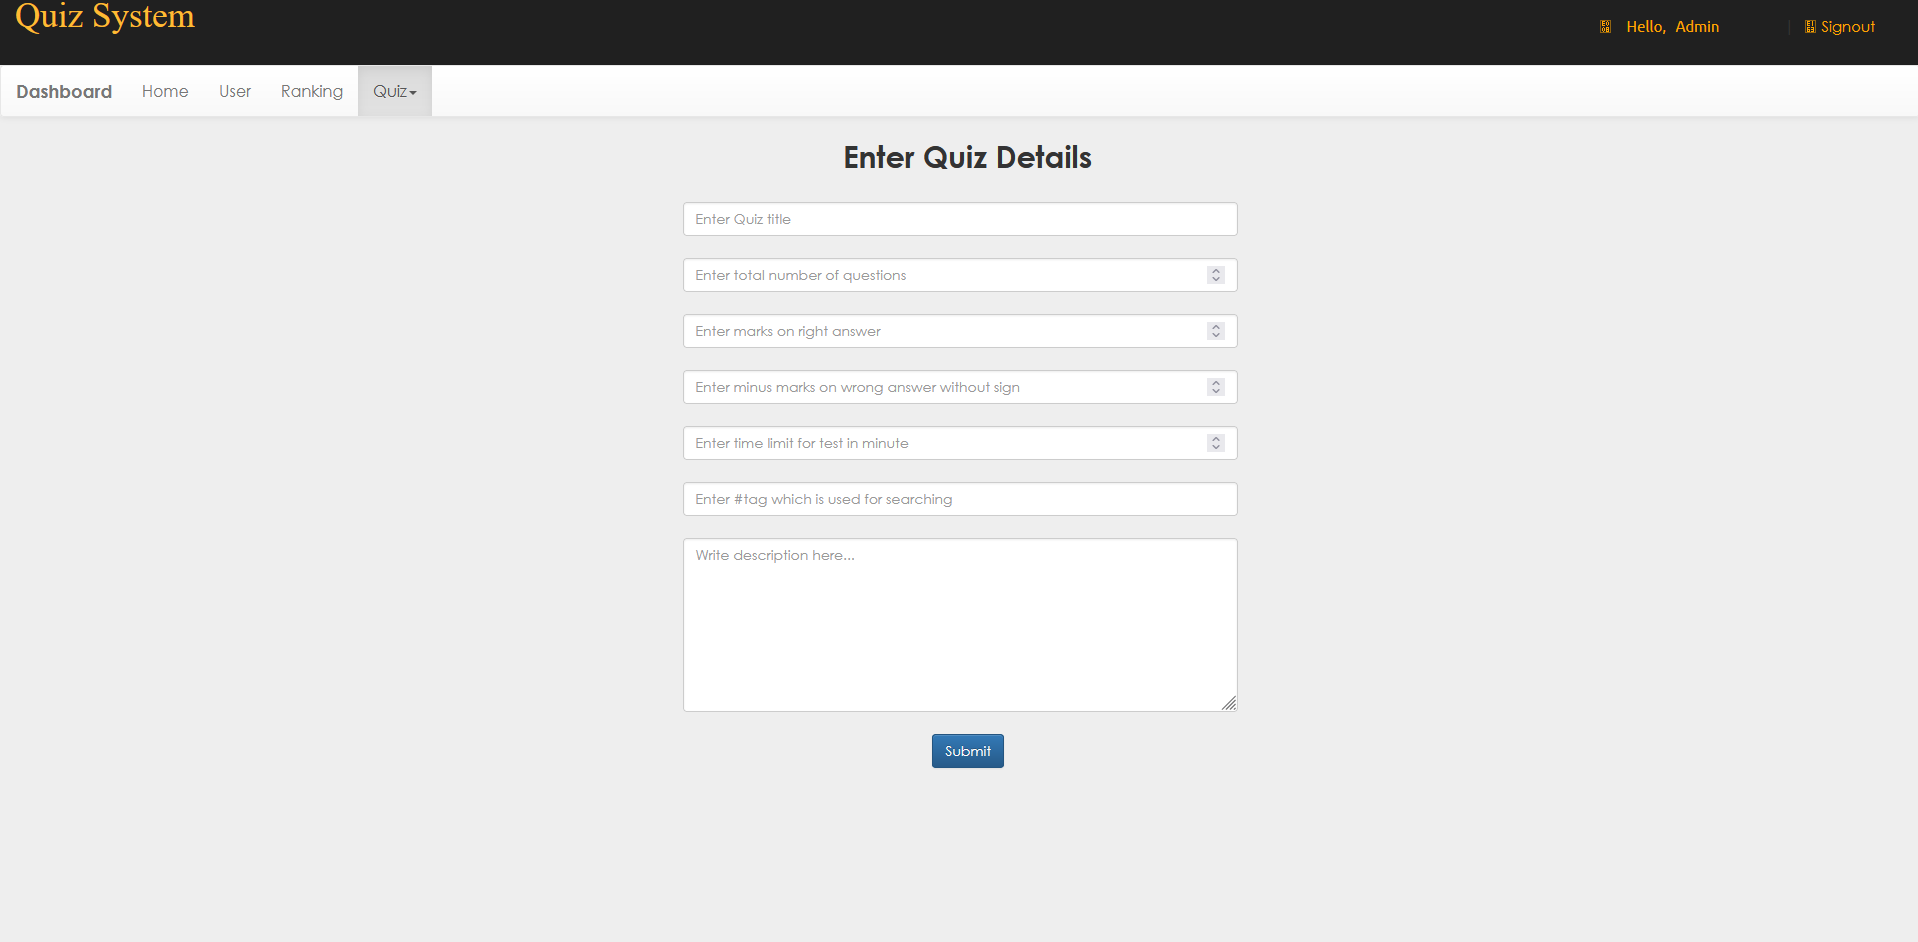 Quiz System
Hello, Admin | Signout
Dashboard Home User Ranking Quiz
Enter Quiz Details
Enter Quiz title
Enter total number of questions
Enter marks on right answer
Enter minus marks on wrong answer without sign
Enter time limit for test in minute
Enter #tag which is used for searching
Write description here...
Submit